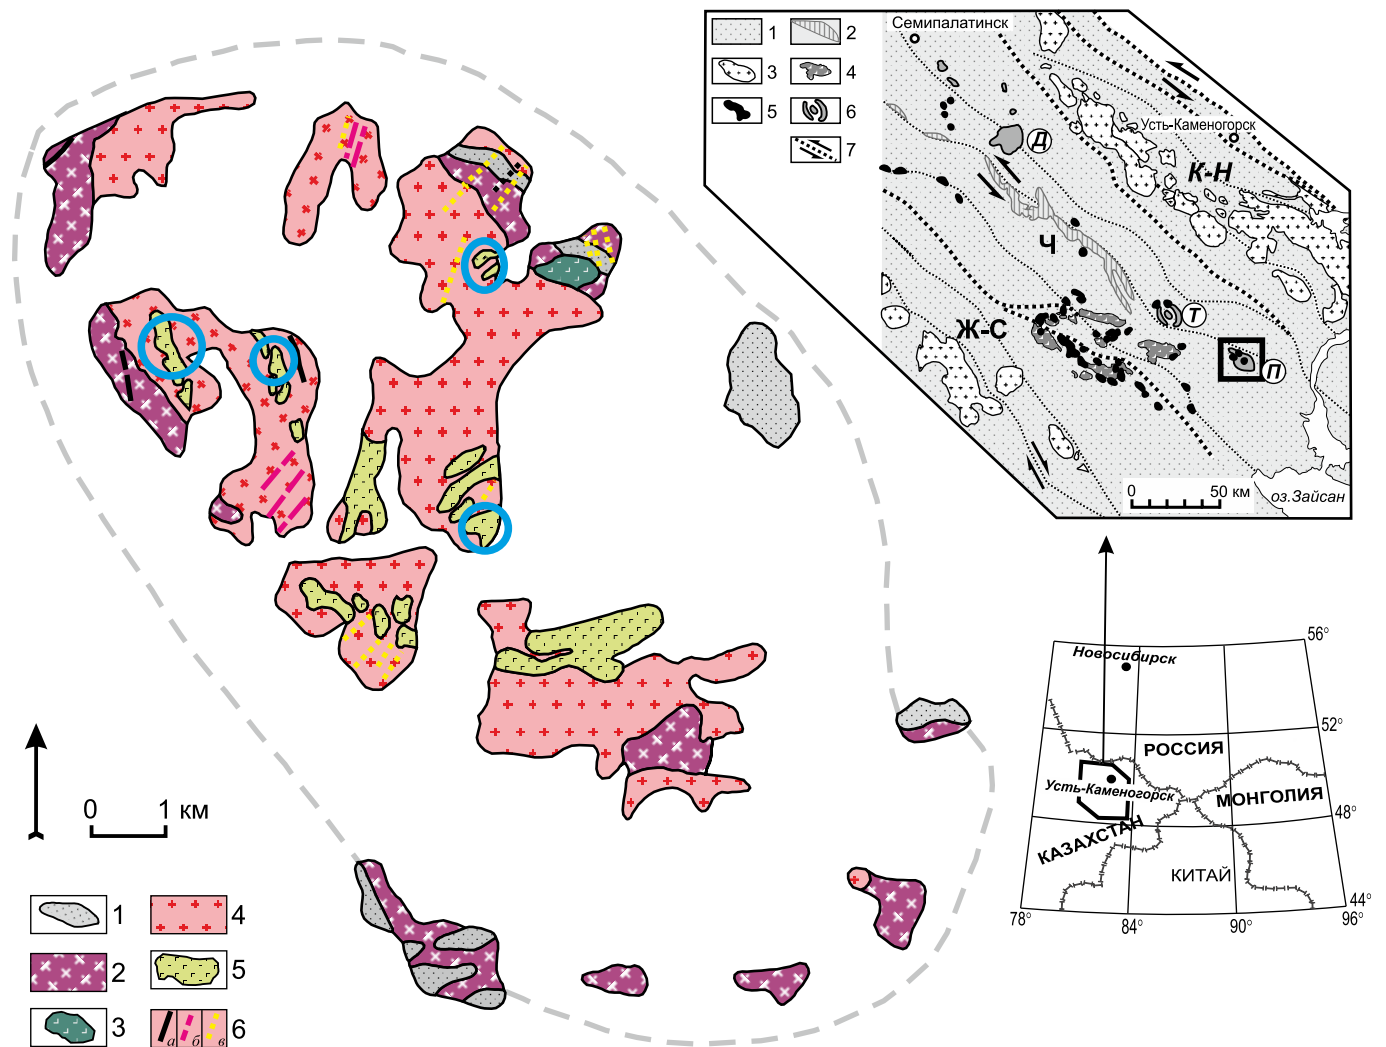 Семипалатинск
1
2
3
4
5
6
7
Усть-Каменогорск
Д
К-Н
Ч
Т
Ж-С
П
0 50 км
оз.Зайсан
56°
Новосибирск
52°
РОССИЯ
Усть-Каменогорск
МОНГОЛИЯ
48°
КАЗАХСТАН
КИТАЙ
44°
78°
84°
90°
96°
0 1 км
1
4
2
5
3
а б в 6